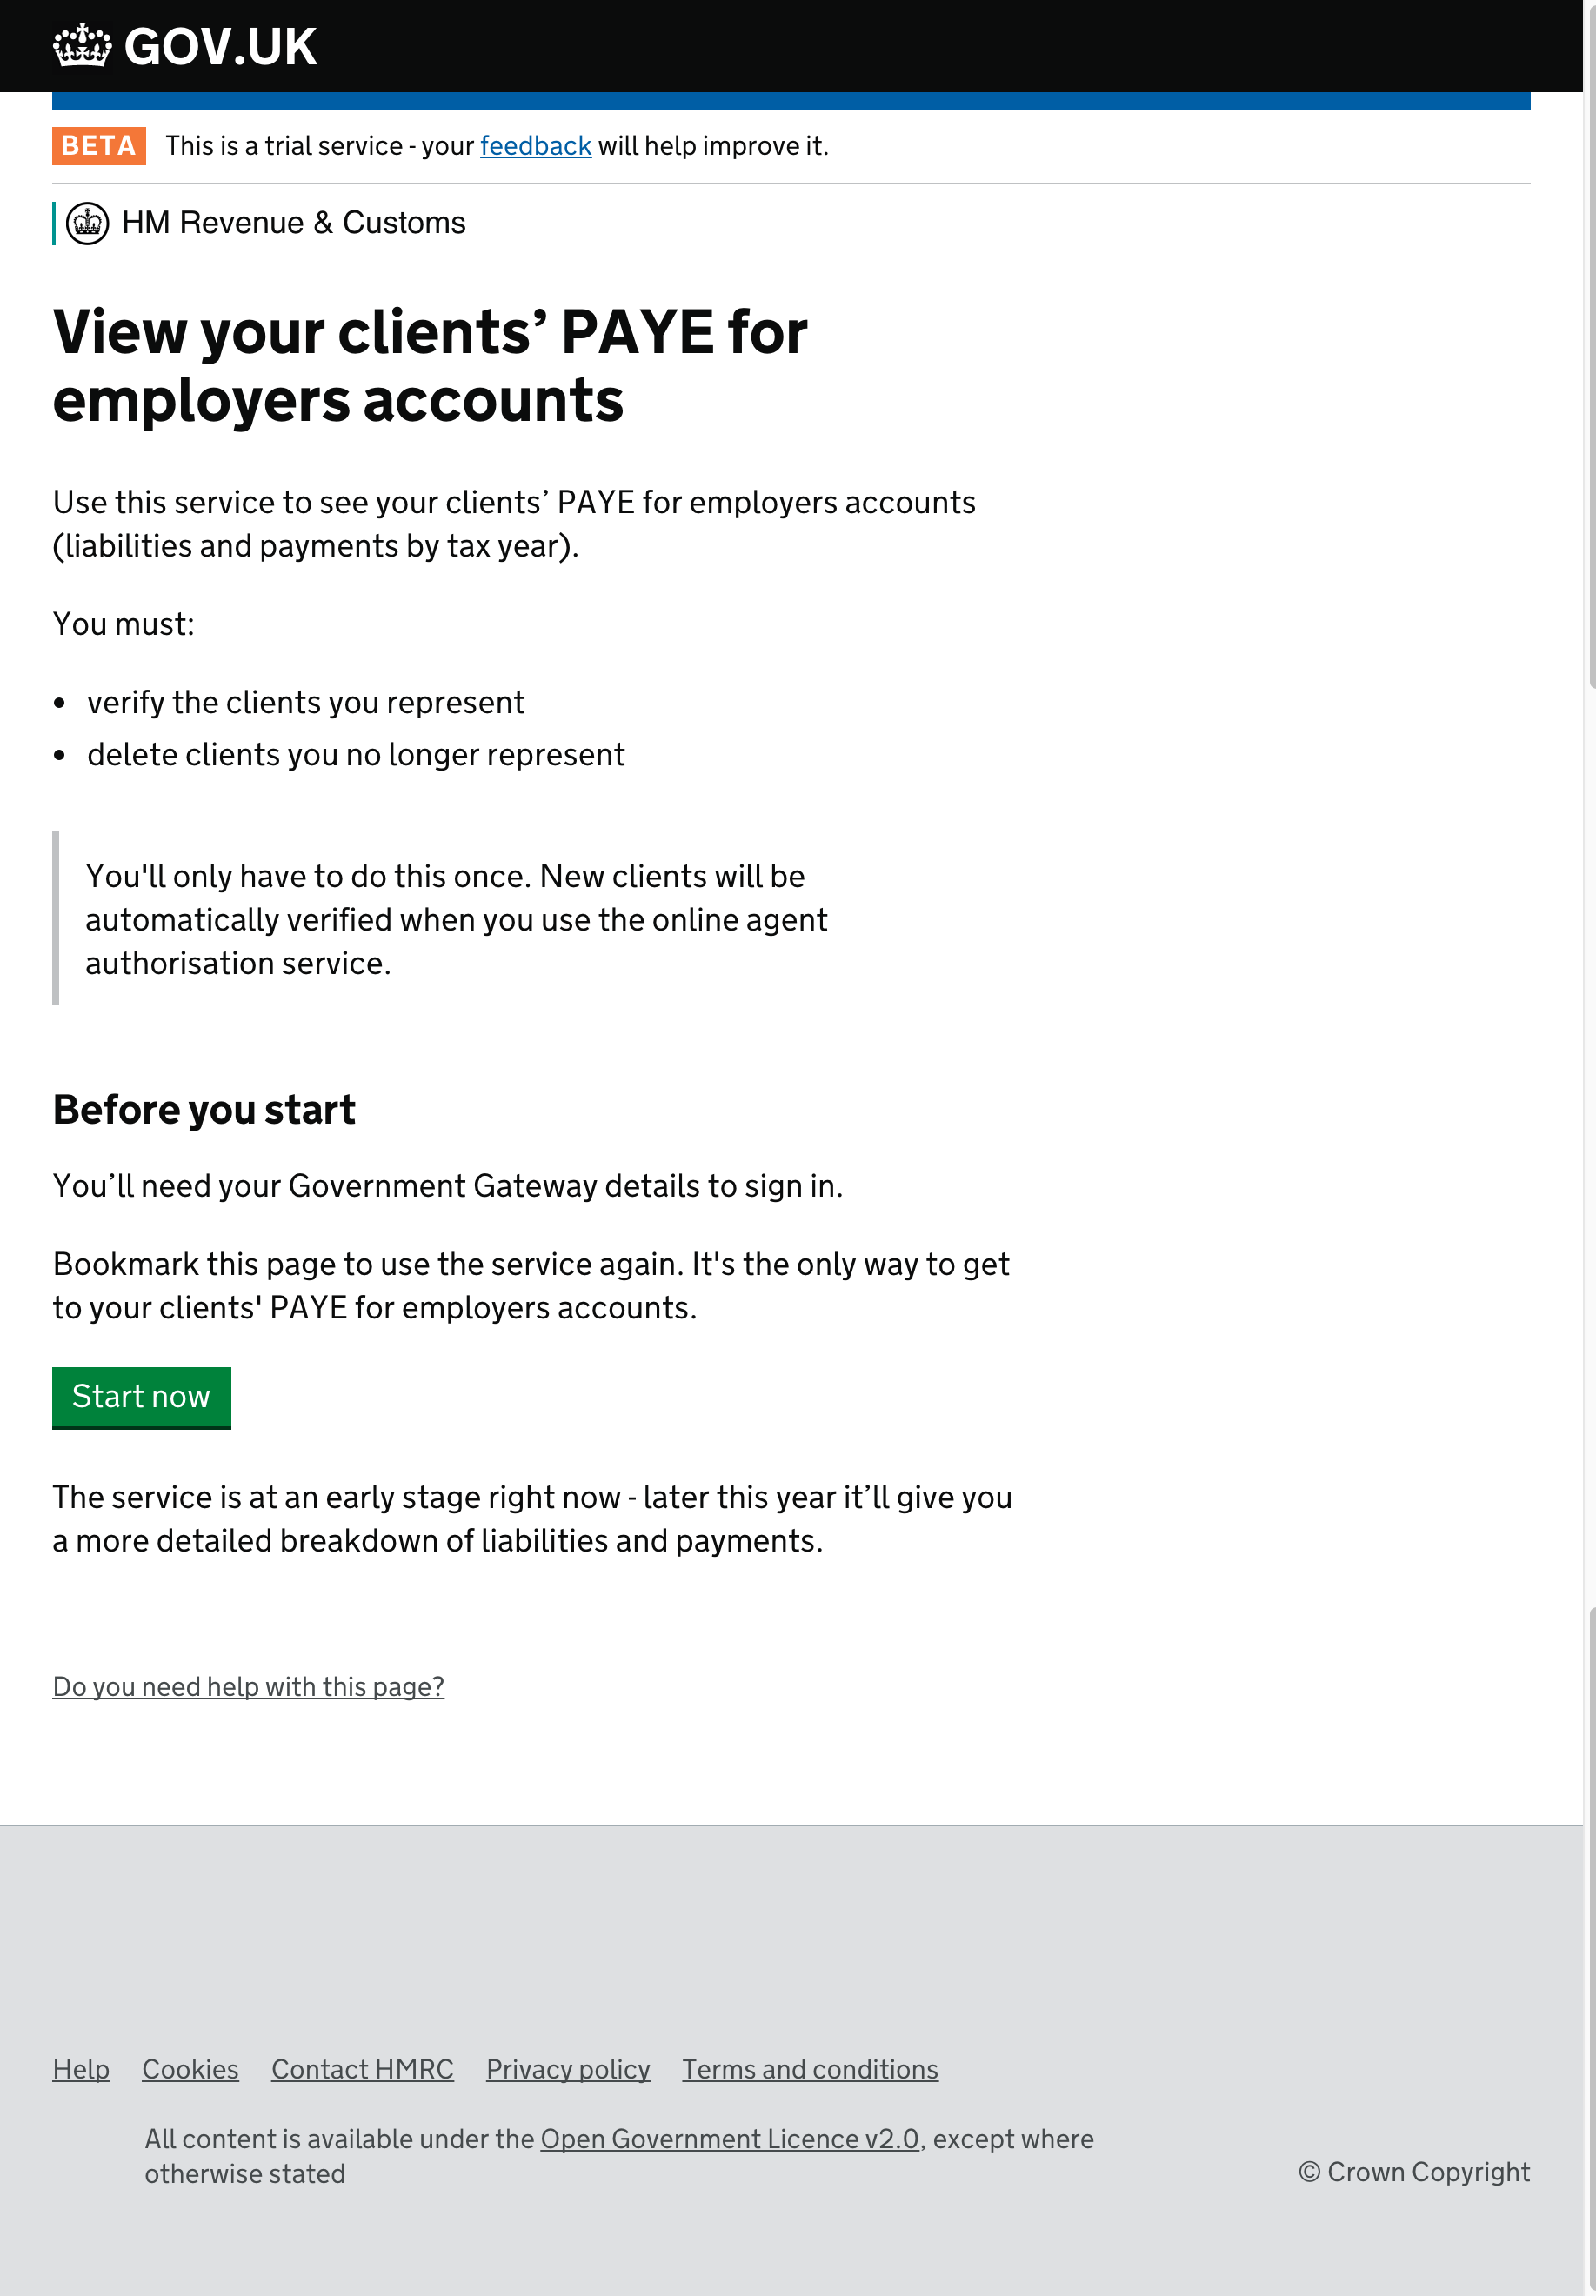 GOV.UK
BETA This is a trial service - your feedback will help improve it.
HM Revenue & Customs
View your clients’ PAYE for
employers accounts
Use this service to see your clients’ PAYE for employers accounts
(liabilities and payments by tax year).
You must:
• verify the clients you represent
• delete clients you no longer represent
You'll only have to do this once. New clients will be
automatically verified when you use the online agent
authorisation service.
Before you start
You’ll need your Government Gateway details to sign in.
Bookmark this page to use the service again. It's the only way to get
to your clients' PAYE for employers accounts.
Start now
The service is at an early stage right now - later this year it’ll give you
a more detailed breakdown of liabilities and payments.
Do you need help with this page?
Help Cookies Contact HMRC Privacy policy Terms and conditions
All content is available under the Open Government Licence v2.0, except where
otherwise stated
© Crown Copyright